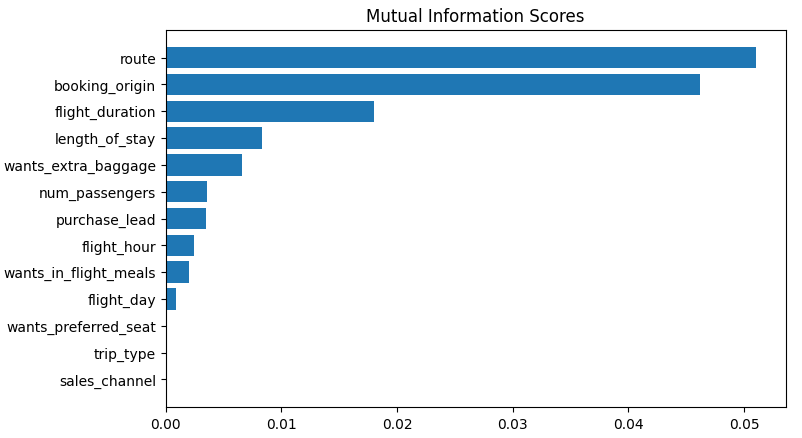 Mutual Information Scores
route
booking_origin
flight_duration
length_of_stay
wants_extra_baggage
num_passengers
purchase_lead
flight_hour
wants_in_flight_meals
flight_day
wants_preferred_seat
trip_type
sales_channel
0.00 0.01 0.02 0.03 0.04 0.05